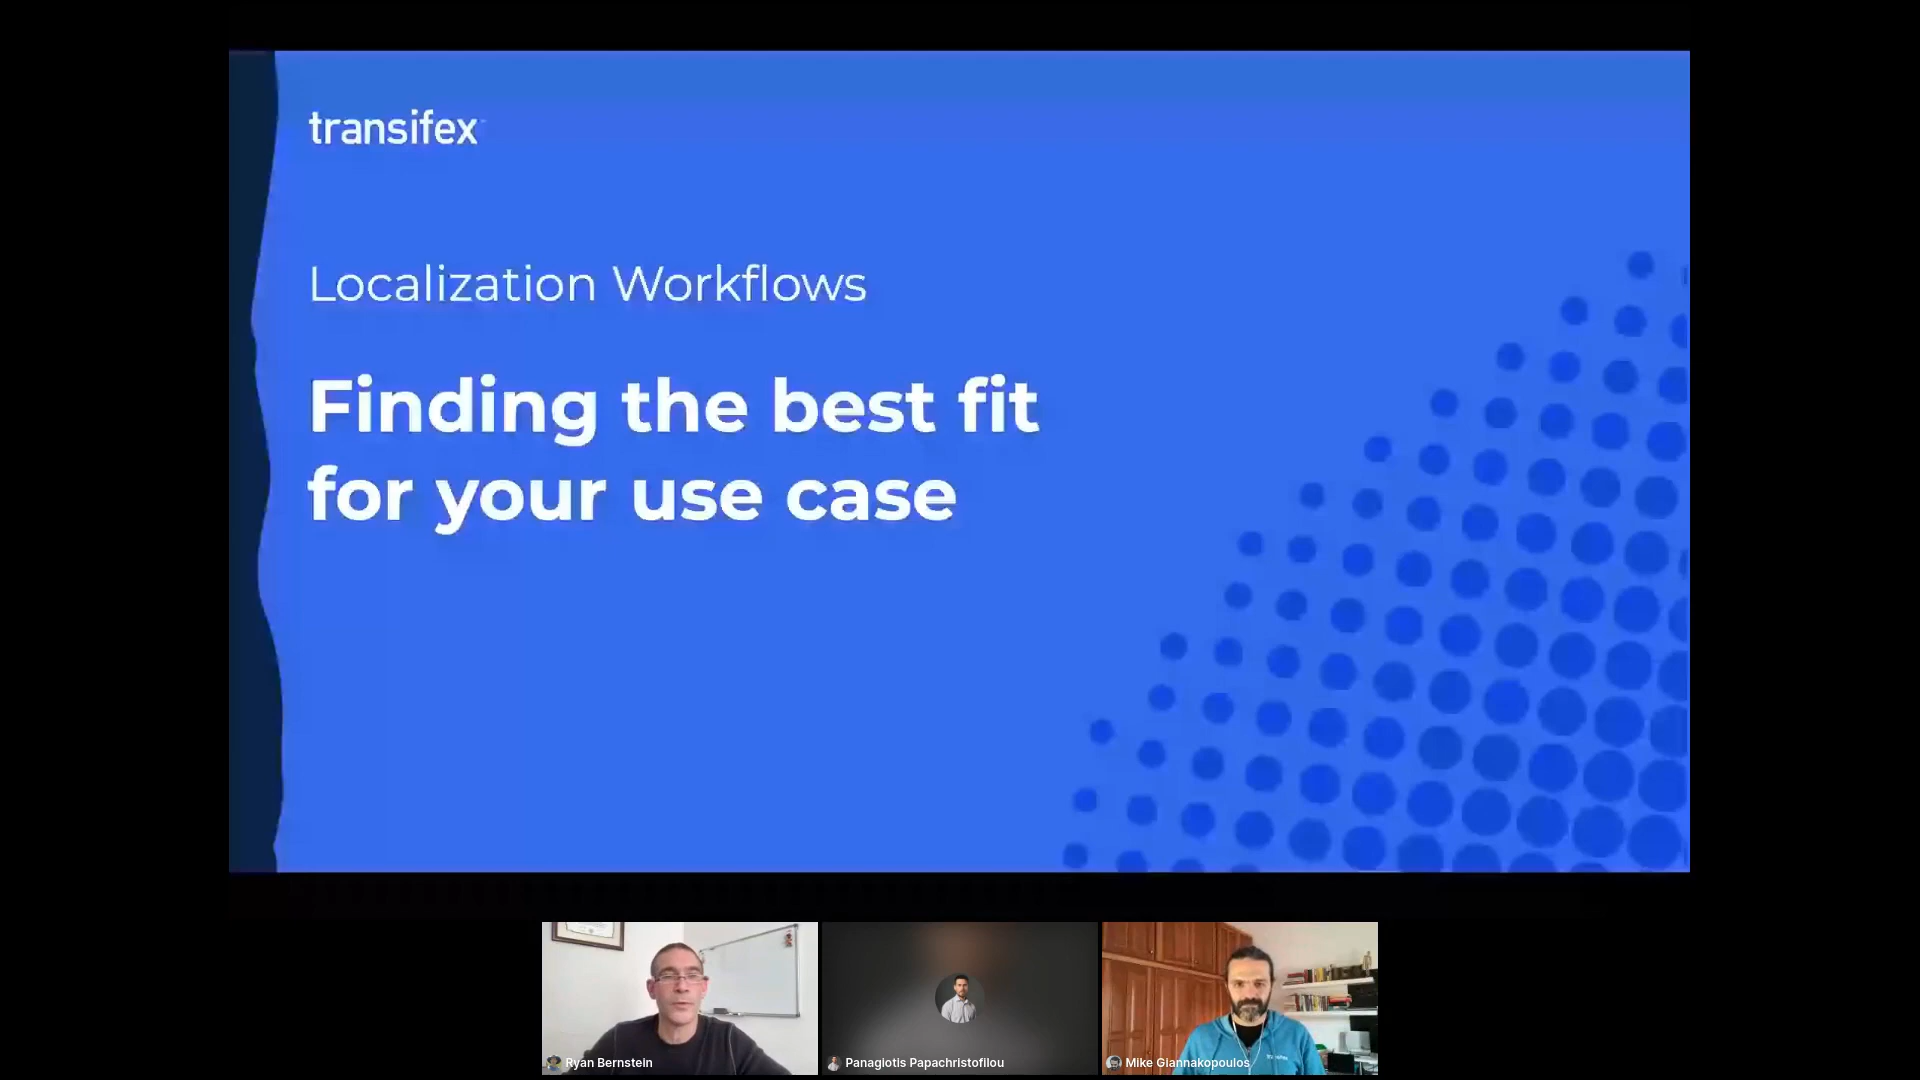 transifex
Localization Workflows
Finding the best fit
for your use case
Ryan Bernstein
Panagiotis Papachristofilou
Mike Giannakopoulos